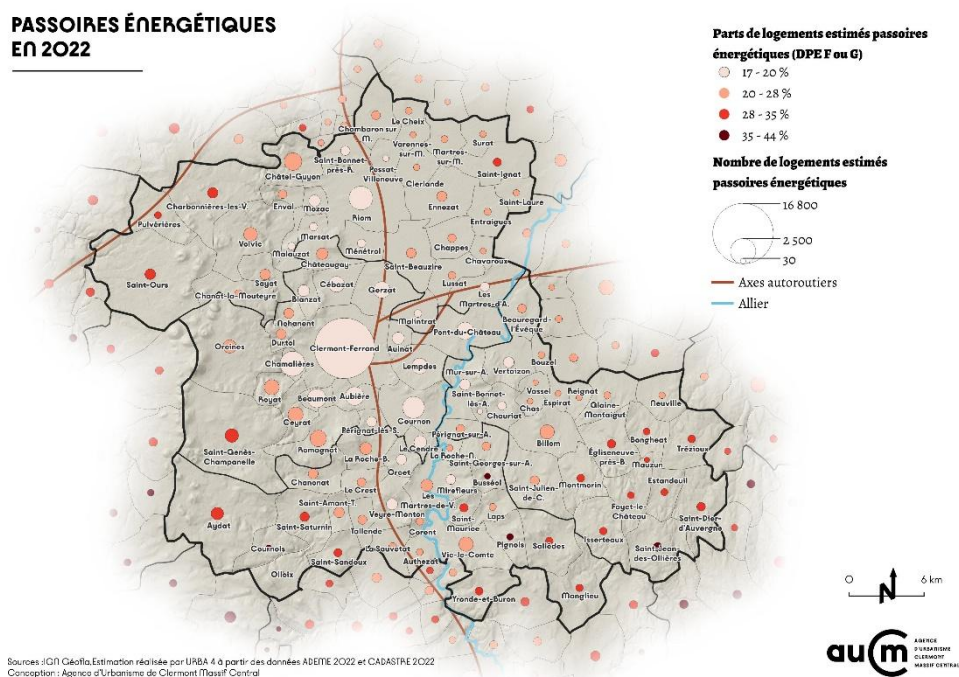 PASSOIRES ÉNERGÉTIQUES
EN 2022
Parts de logements estimés passoires
énergétiques (DPE F ou G)
17 - 20 %
20 - 28 %
28 - 35 %
35 - 44 %
Nombre de logements estimés
passoires énergétiques
16 800
2 500
30
Axes autoroutiers
Allier
Le Cheix
Chambaron sur
M.
Varennes-
sur-M.
Martres-
sur-M.
Surat
Saint-Bonnet-
près-R.
Pessat-
Villeneuve
Saint-Ignat
Châtel-Guyon
Clerlande
Charbonnières-les-V.
Enval
Mozac
Riom
Ennezat
Saint-Laure
Pulvérières
Entraigues
Marsat
Volvic
Malauzat
Ménétrol
Chappes
Châteaugay
Saint-Beauzire
Chavaroux
Saint-Ours
Sayat
Cébazat
Lussat
Chanat-la-Mouteyre
Blanzat
Gerzat
Les
Martres-d'A.
Nohanent
Malintrat
Beauregard-
l'Évêque
Durtol
Pont-du-Château
Orcines
Clermont-Ferrand
Aulnat
Chamalières
Lempdes
Vertaizon
Bouzel
Mur-sur-A.
Royat
Beaumont
Aubière
Saint-Bonnet-
lès-A.
Vassel
Reignat
Chas
Espirat
Glaine-
Montaigut
Neuville
Chauriat
Ceyrat
Cournon
Pérignat-lès-S.
Pérignat-sur-A.
Romagnat
Billom
Bongheat
Trézioux
Saint-Genès-
Champanelle
La Roche-B.
Le Cendre
La Roche-N.
Égliseneuve-
près-B.
Mauzun
Orcet
Saint-Georges-sur-A.
Chanonat
Busséol
Estandeuil
Le Crest
Mirefleurs
Saint-Julien-
de-C.
Montmorin
Saint-Amant-T.
Les
Martres-de-V.
Fayet-le-
Château
Aydat
Veyre-Monton
Saint-Saturnin
Saint-
Maurice
Laps
Saint-Dier-
d'Auvergne
Tallende
Corent
Isserteaux
Cournols
La Sauvetat
Pignols
Sallèdes
Saint-Jean-
des-Ollières
Olloix
Saint-Sandoux
Authezat
Vic-le-Comte
Yronde-et-Buron
Manglieu
0
6 km
N
Sources : IGN Géofla, Estimation réalisée par URBA 4 à partir des données ADEME 2022 et CADASTRE 2022
Conception : Agence d'Urbanisme de Clermont Massif Central
aucm
AGENCE
D'URBANISME
CLERMONT
MASSIF CENTRAL